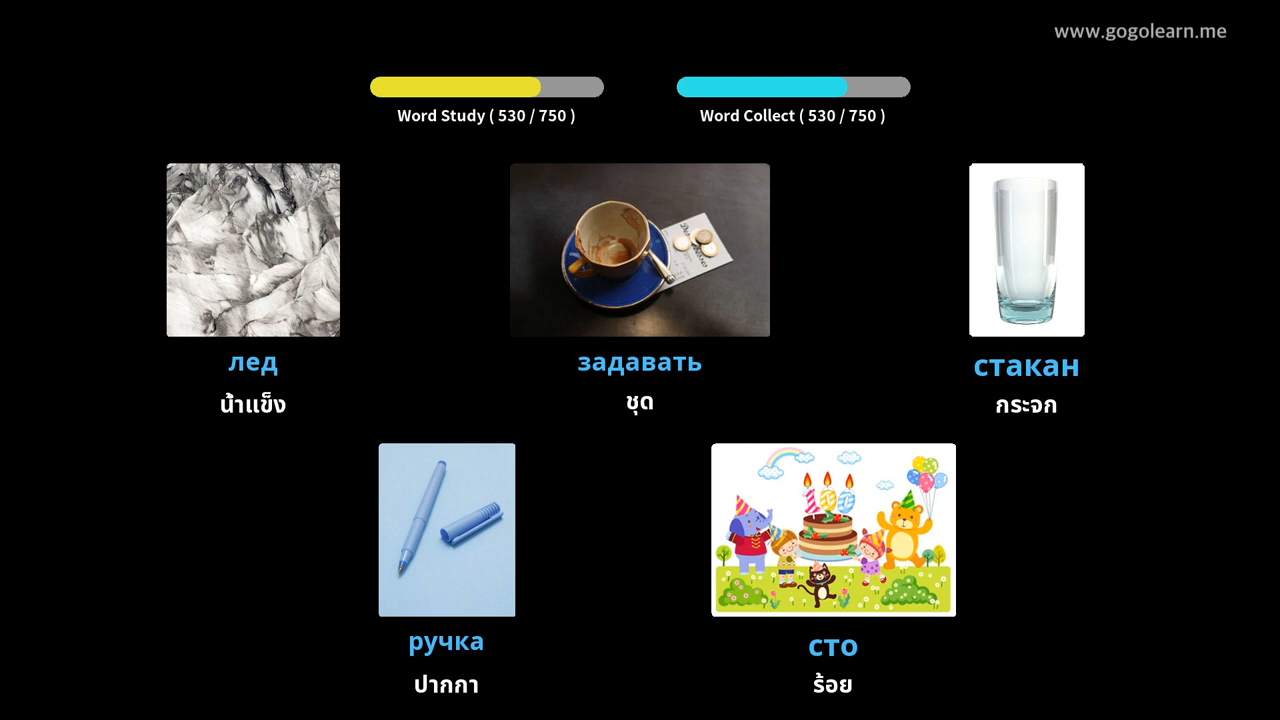 www.gogolearn.me
Word Study ( 530 / 750 )
Word Collect ( 530 / 750 )
лед
น้ำแข็ง
задавать
ชุด
стакан
กระจก
ручка
ปากกา
сто
ร้อย